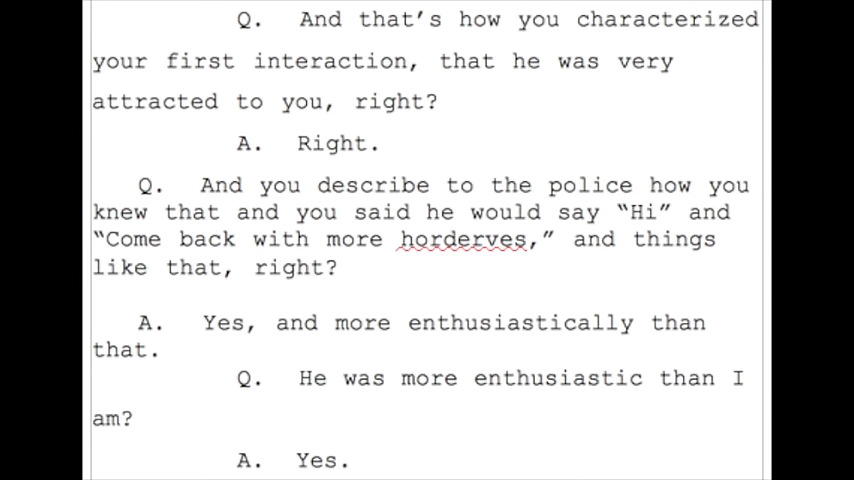 Q. And that's how you characterized
your first interaction, that he was very
attracted to you, right?
A. Right.
Q. And you describe to the police how you
knew that and you said he would say “Hi” and
“Come back with more horderves,” and things
like that, right?
A. Yes, and more enthusiastically than
that.
Q. He was more enthusiastic than I
am?
A. Yes.